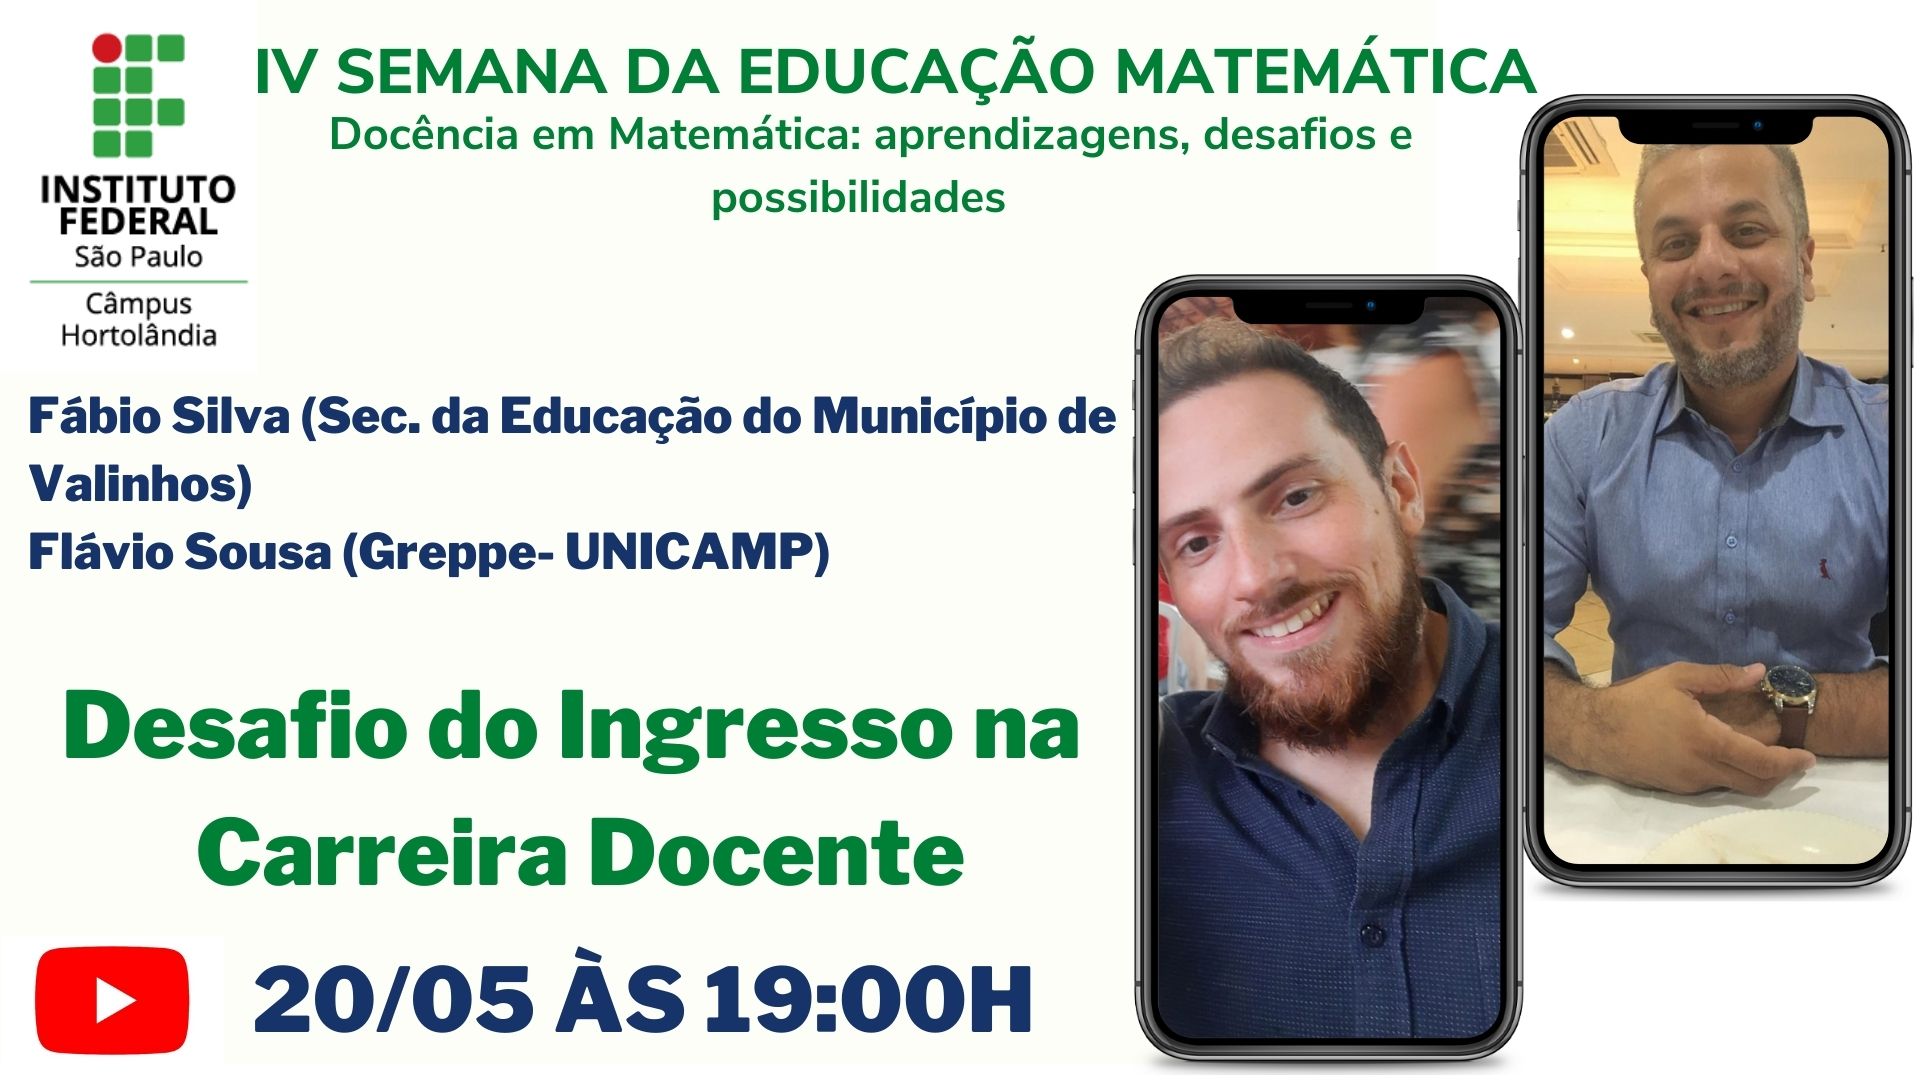 IV SEMANA DA EDUCAÇÃO MATEMÁTICA
Docência em Matemática: aprendizagens, desafios e
possibilidades
INSTITUTO
FEDERAL
São Paulo
Câmpus
Hortolândia
Fábio Silva (Sec. da Educação do Município de
Valinhos)
Flávio Sousa (Greppe- UNICAMP)
Desafio do Ingresso na
Carreira Docente
20/05 ÀS 19:00H